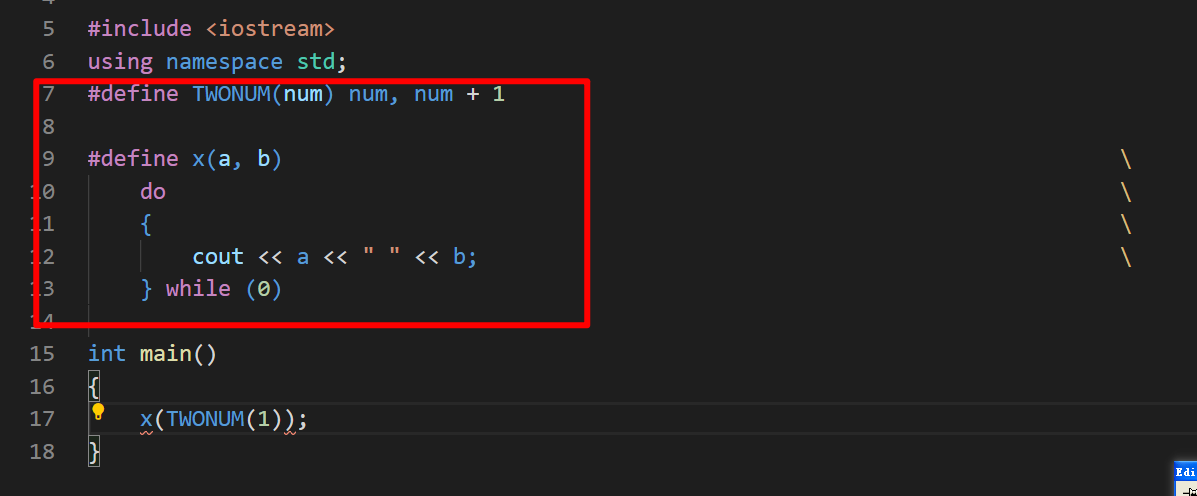 5 #include <iostream>
6 using namespace std;
7 #define TWONUM(num) num, num + 1
8
9 #define x(a, b) \
10 do \
11 { \
12 cout << a << " " << b; \
13 } while (0)
14
15 int main()
16 {
17 x(TWONUM(1));
18 }
Edi